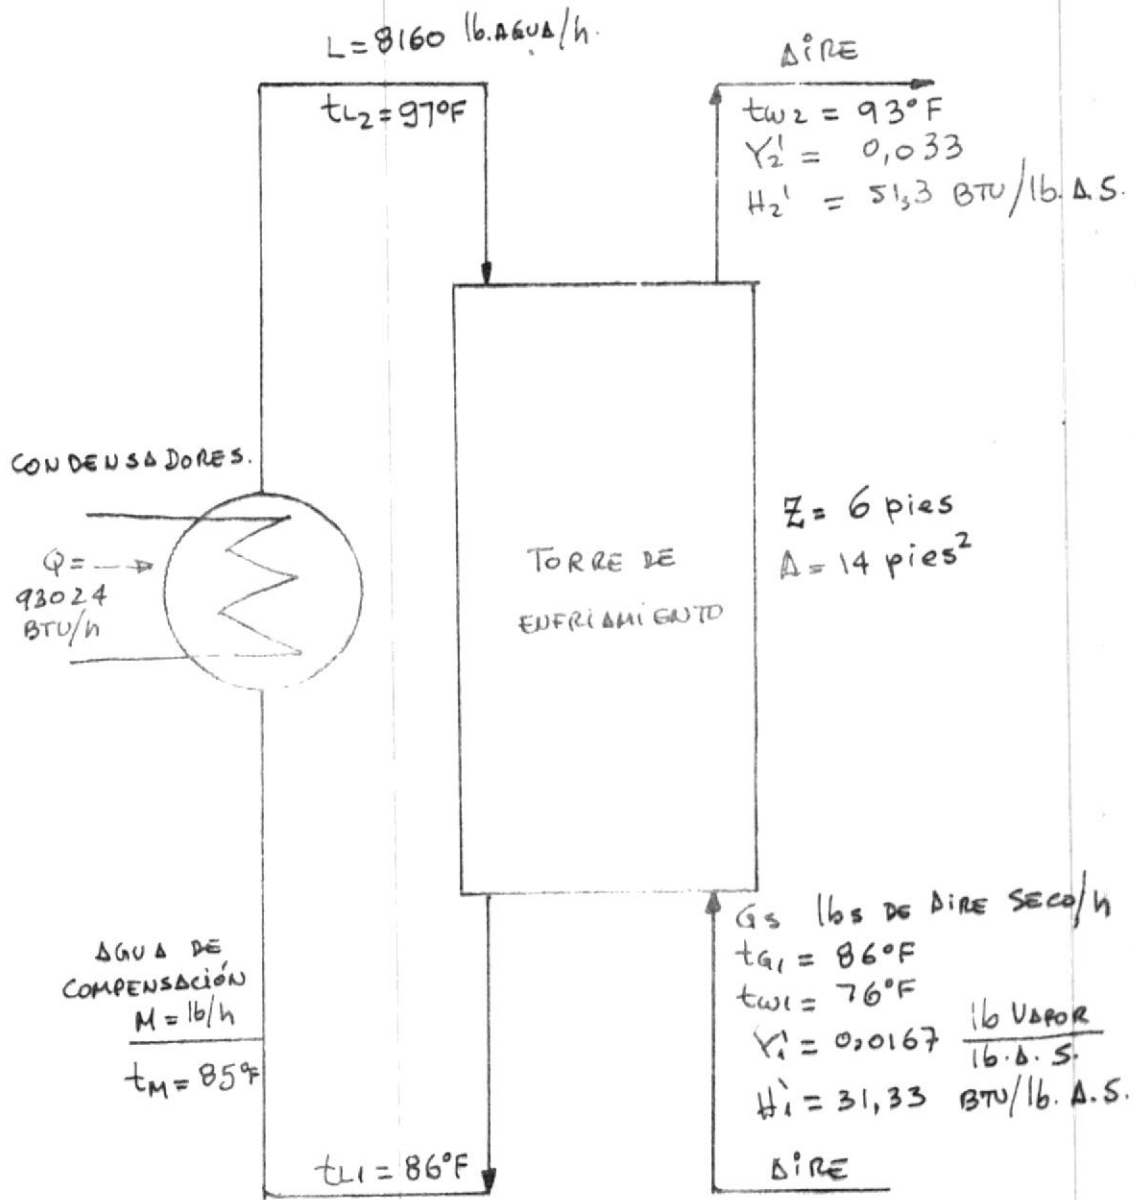 L = 8160 lb.AGUA/h.
tL2 = 97°F
AIRE
tw2 = 93°F
Y2' = 0,033
H2' = 51,3 BTU/lb. A.S.
CONDENSADORES.
Q =
93024
BTU/h
Z = 6 pies
A = 14 pies²
TORRE DE
ENFRIAMIENTO
AGUA DE
COMPENSACIÓN
M = lb/h
tM = 85°F
tL1 = 86°F
Gs lbs DE AIRE SECO/h
tG1 = 86°F
tw1 = 76°F
Y1' = 0,0167 lb VAPOR
lb. A. S.
H1' = 31,33 BTU/lb. A.S.
AIRE